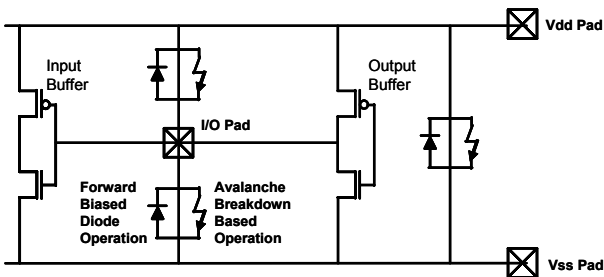 Vdd Pad
Input
Buffer
Output
Buffer
I/O Pad
Forward
Biased
Diode
Operation
Avalanche
Breakdown
Based
Operation
Vss Pad